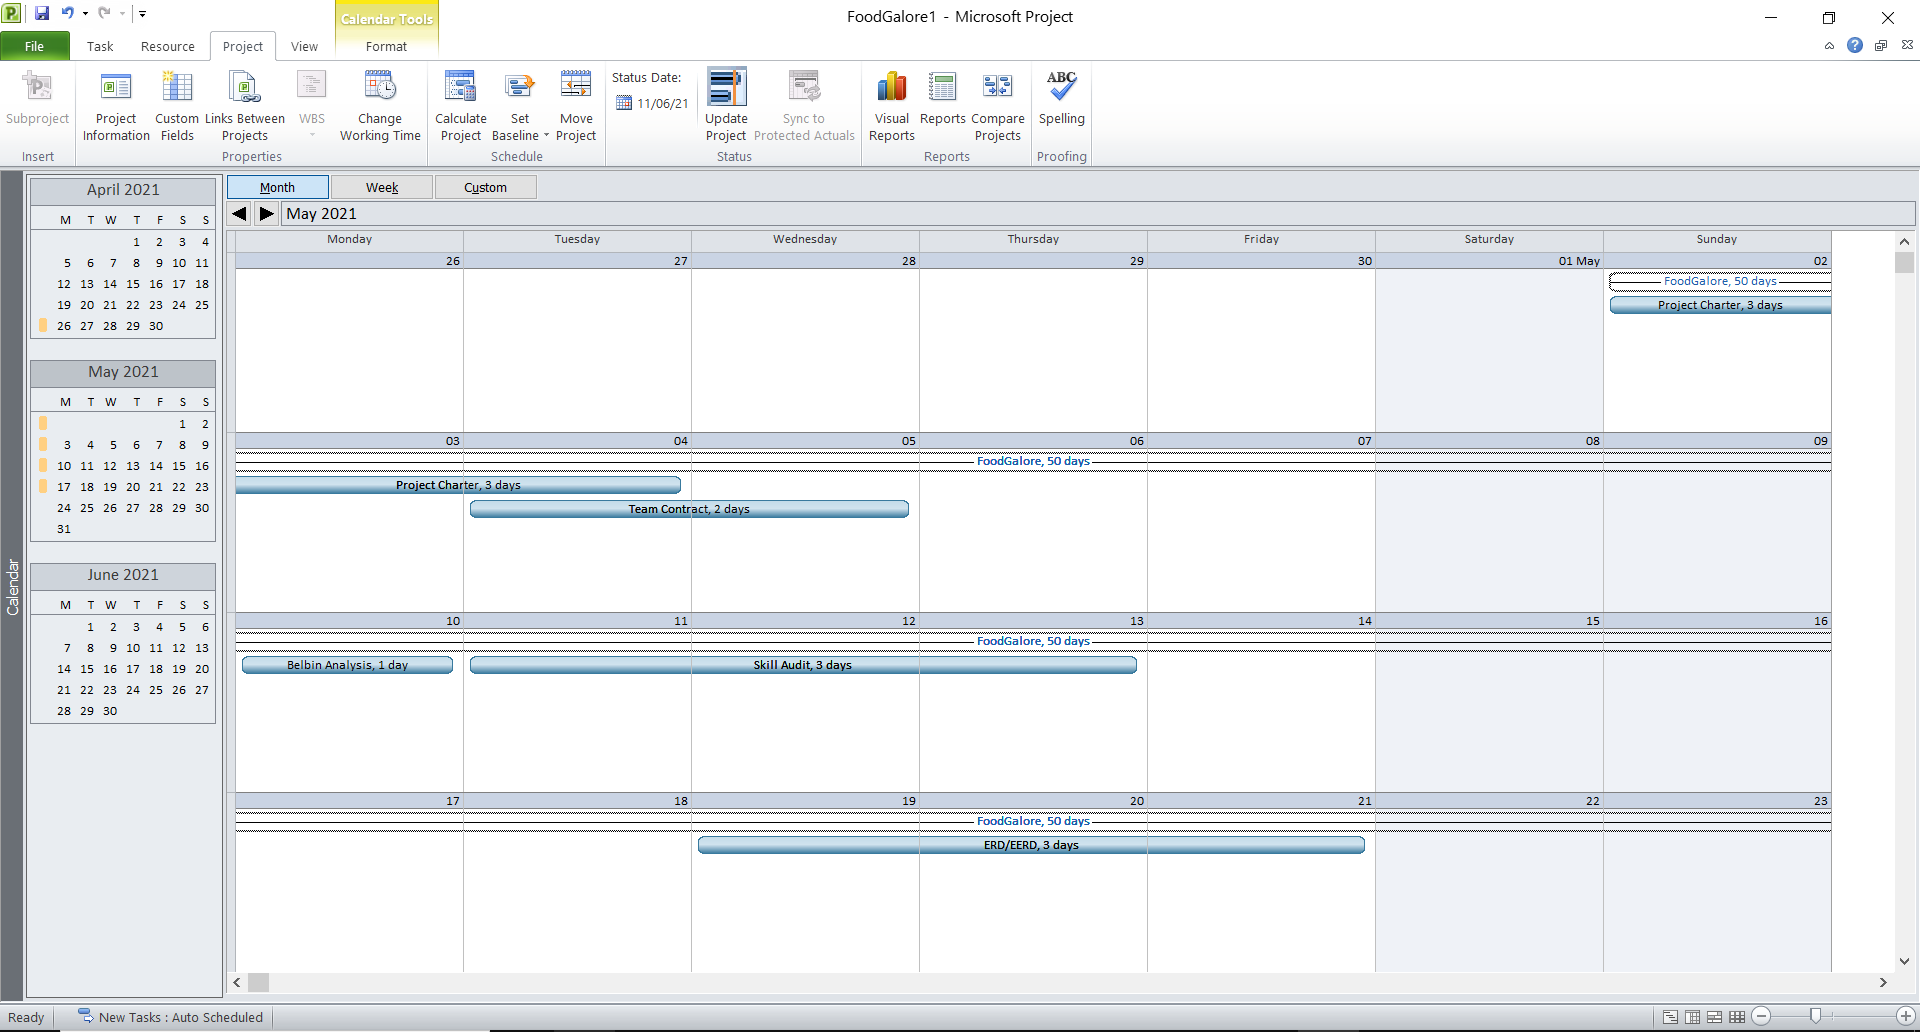 FoodGalore1 - Microsoft Project
Calendar Tools
File Task Resource Project View Format
Subproject
Insert
Project Information
Custom Fields
Links Between Projects
WBS
Change Working Time
Properties
Calculate Project
Set Baseline
Move Project
Schedule
Status Date:
11/06/21
Update Project
Sync to Protected Actuals
Status
Visual Reports
Reports
Compare Projects
Reports
ABC
Spelling
Proofing
Calendar
April 2021
M T W T F S S
1 2 3 4
5 6 7 8 9 10 11
12 13 14 15 16 17 18
19 20 21 22 23 24 25
26 27 28 29 30
May 2021
M T W T F S S
1 2
3 4 5 6 7 8 9
10 11 12 13 14 15 16
17 18 19 20 21 22 23
24 25 26 27 28 29 30
31
June 2021
M T W T F S S
1 2 3 4 5 6
7 8 9 10 11 12 13
14 15 16 17 18 19 20
21 22 23 24 25 26 27
28 29 30
Month Week Custom
May 2021
Monday Tuesday Wednesday Thursday Friday Saturday Sunday
26 27 28 29 30 01 May 02
FoodGalore, 50 days
Project Charter, 3 days
03 04 05 06 07 08 09
FoodGalore, 50 days
Project Charter, 3 days
Team Contract, 2 days
10 11 12 13 14 15 16
FoodGalore, 50 days
Belbin Analysis, 1 day Skill Audit, 3 days
17 18 19 20 21 22 23
FoodGalore, 50 days
ERD/EERD, 3 days
Ready New Tasks : Auto Scheduled